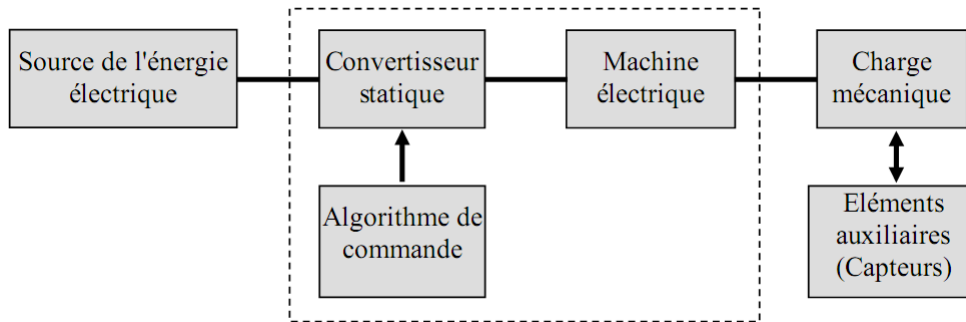 Source de l'énergie
électrique
Convertisseur
statique
Machine
électrique
Charge
mécanique
Algorithme de
commande
Eléments
auxiliaires
(Capteurs)